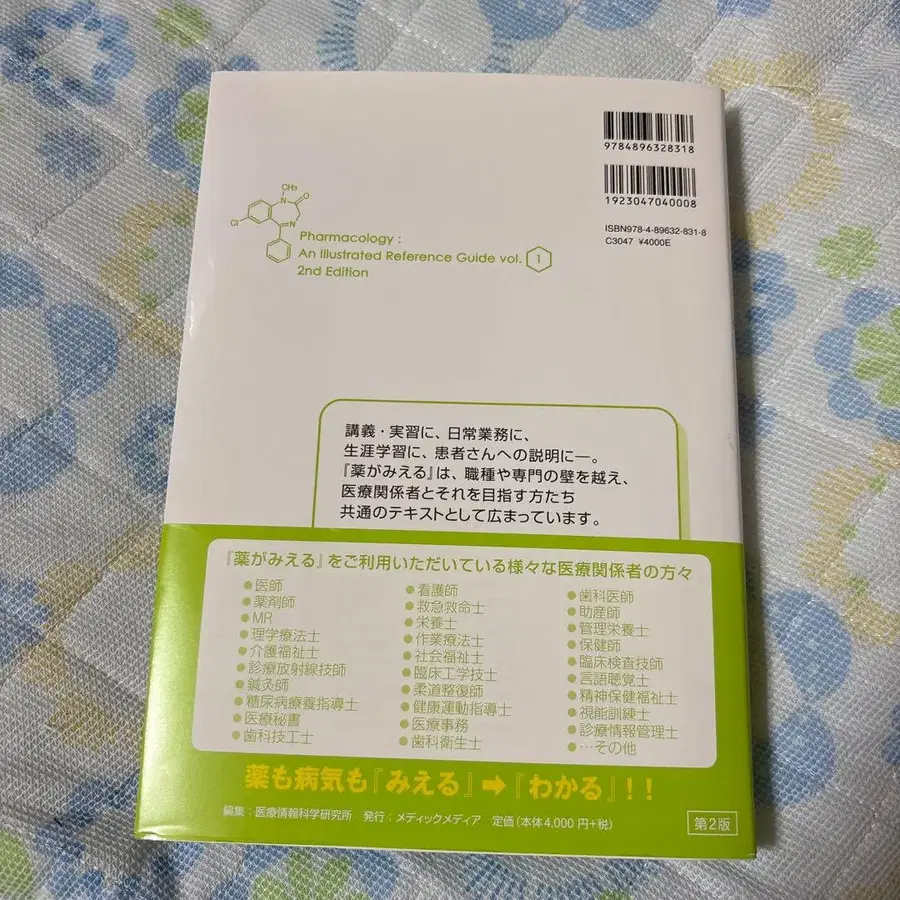 9784896328318
1923047040008
ISBN978-4-89632-831-8
C3047 ¥4000E
CH₃
N
O
Cl
N
Pharmacology :
An Illustrated Reference Guide vol. 1
2nd Edition
講義・実習に、日常業務に、
生涯学習に、患者さんへの説明に―。
『薬がみえる』は、職種や専門の壁を越え、
医療関係者とそれを目指す方たち
共通のテキストとして広まっています。
『薬がみえる』をご利用いただいている様々な医療関係者の方々
●医師
●薬剤師
●MR
●理学療法士
●介護福祉士
●診療放射線技師
●鍼灸師
●糖尿病療養指導士
●医療秘書
●歯科技工士
●看護師
●救急救命士
●栄養士
●作業療法士
●社会福祉士
●臨床工学技士
●柔道整復師
●健康運動指導士
●医療事務
●歯科衛生士
●歯科医師
●助産師
●管理栄養士
●保健師
●臨床検査技師
●言語聴覚士
●精神保健福祉士
●視能訓練士
●診療情報管理士
●…その他
薬も病気も『みえる』➡『わかる』!!
編集：医療情報科学研究所 発行：メディックメディア 定価（本体4,000円+税）
第2版